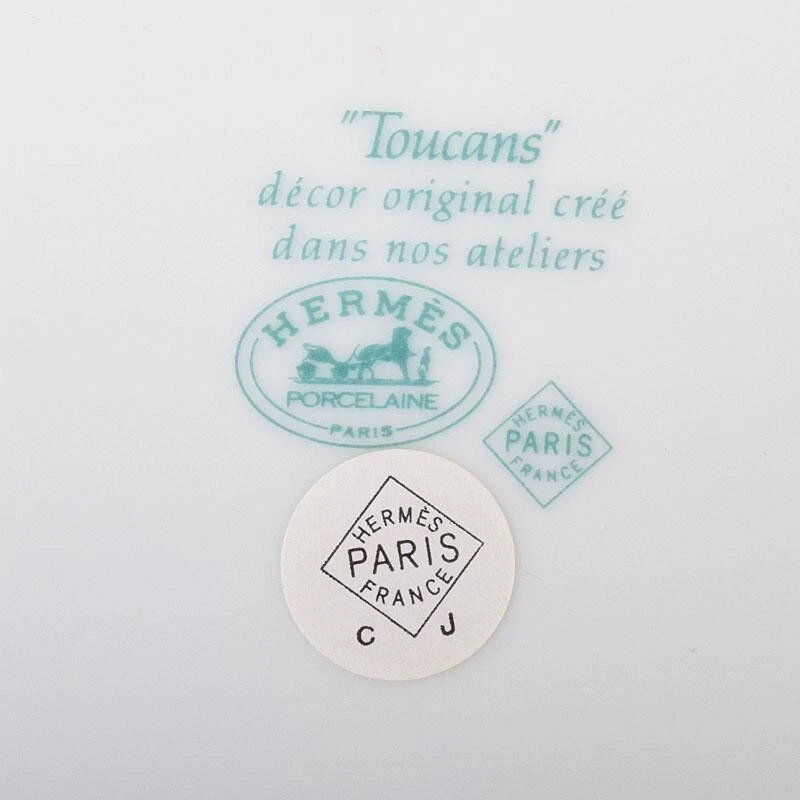 "Toucans"
décor original créé
dans nos ateliers
HERMÈS
PORCELAINE
PARIS
HERMÈS
PARIS
FRANCE
HERMÈS
PARIS
FRANCE
C J